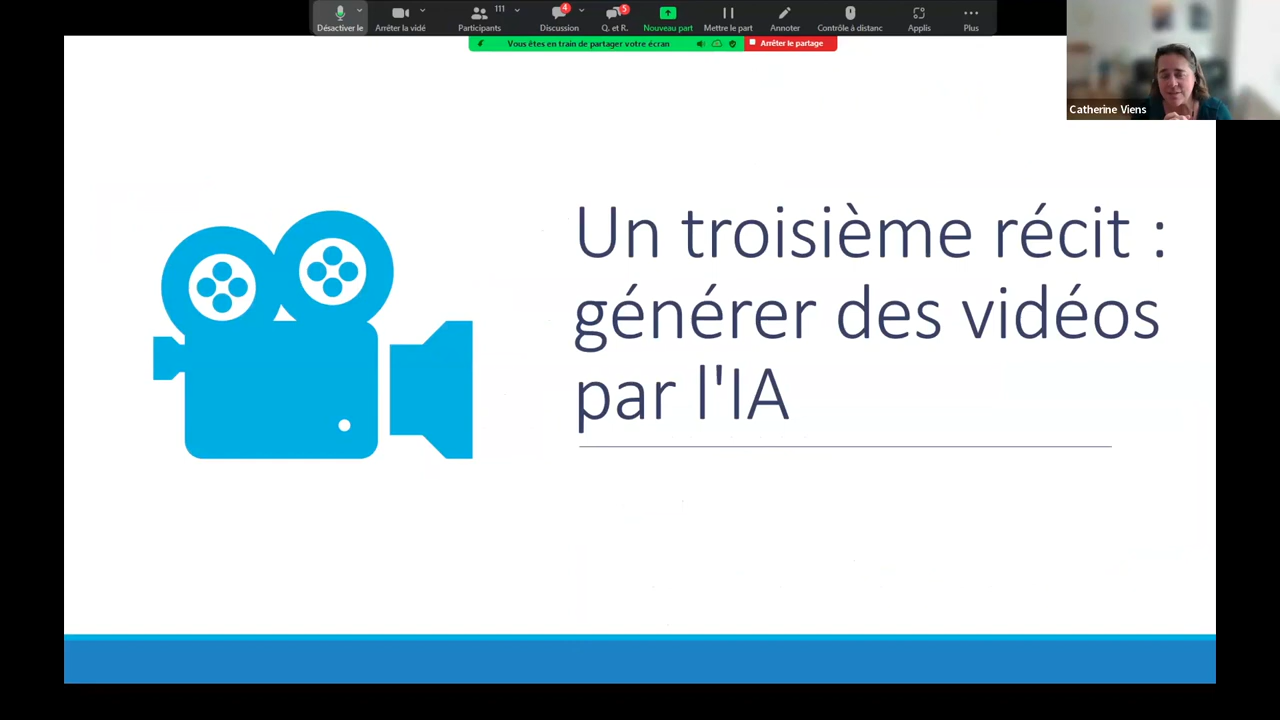 111
4
5
Désactiver le
Arrêter la vidé
Participants
Discussion
Q. et R.
Nouveau part
Mettre le part
Annoter
Contrôle à distanc
Applis
Plus
Vous êtes en train de partager votre écran
Arrêter le partage
Catherine Viens
Un troisième récit :
générer des vidéos
par l'IA